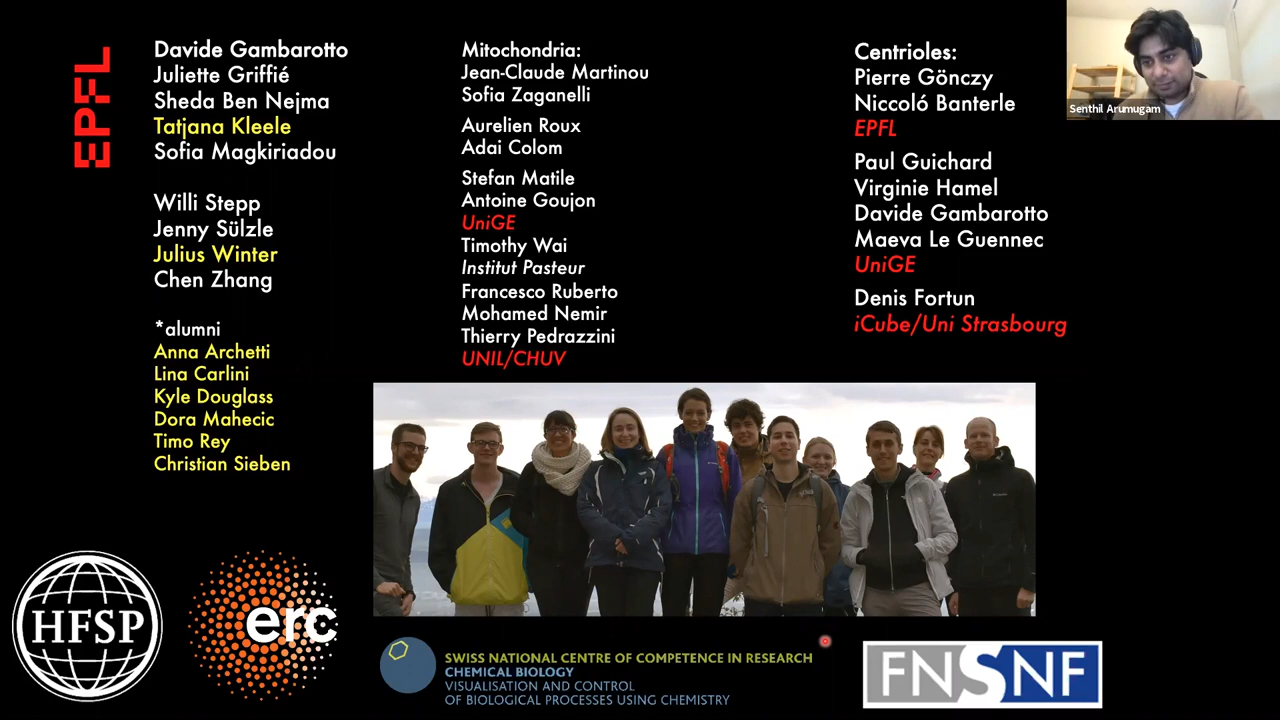 EPFL
Davide Gambarotto
Juliette Griffié
Sheda Ben Nejma
Tatjana Kleele
Sofia Magkiriadou
Willi Stepp
Jenny Sülzle
Julius Winter
Chen Zhang
*alumni
Anna Archetti
Lina Carlini
Kyle Douglass
Dora Mahecic
Timo Rey
Christian Sieben
Mitochondria:
Jean-Claude Martinou
Sofia Zaganelli
Aurelien Roux
Adai Colom
Stefan Matile
Antoine Goujon
UniGE
Timothy Wai
Institut Pasteur
Francesco Ruberto
Mohamed Nemir
Thierry Pedrazzini
UNIL/CHUV
Centrioles:
Pierre Gönczy
Niccoló Banterle
EPFL
Paul Guichard
Virginie Hamel
Davide Gambarotto
Maeva Le Guennec
UniGE
Denis Fortun
iCube/Uni Strasbourg
Senthil Arumugam
HFSP
erc
SWISS NATIONAL CENTRE OF COMPETENCE IN RESEARCH
CHEMICAL BIOLOGY
VISUALISATION AND CONTROL
OF BIOLOGICAL PROCESSES USING CHEMISTRY
FNSNF